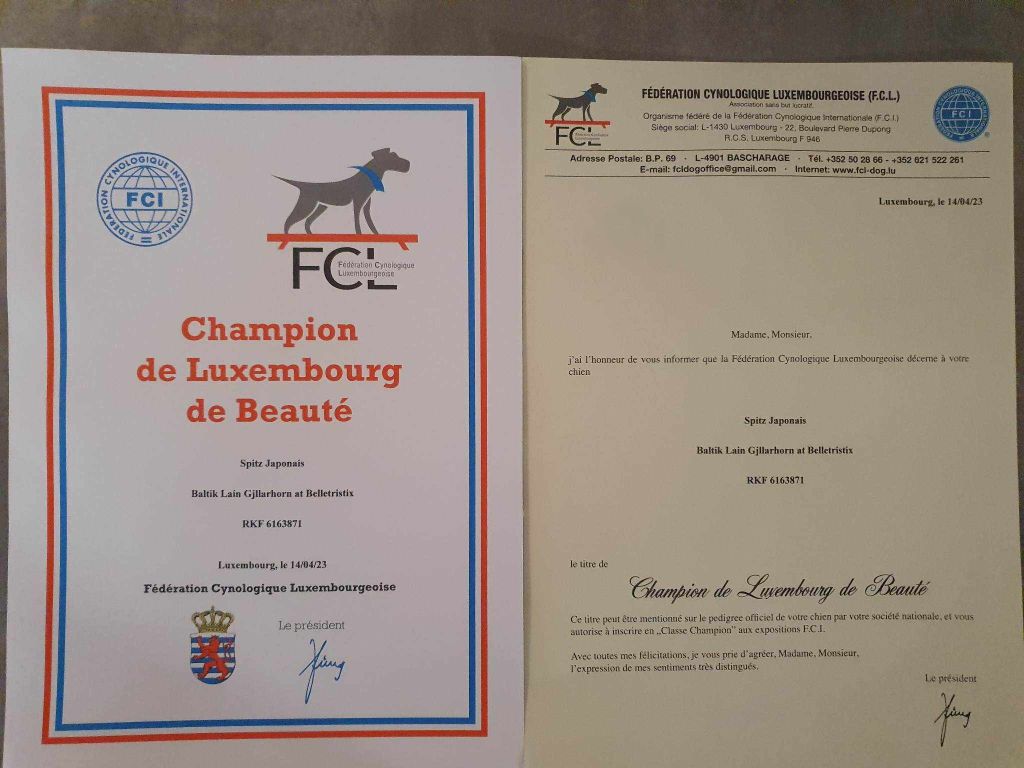 FÉDÉRATION CYNOLOGIQUE INTERNATIONALE
FCI
FCL
Fédération Cynologique
Luxembourgeoise
Champion
de Luxembourg
de Beauté
Spitz Japonais
Baltik Lain Gjllarhorn at Belletristix
RKF 6163871
Luxembourg, le 14/04/23
Fédération Cynologique Luxembourgeoise
Le président
FCL
Fédération Cynologique
Luxembourgeoise
FÉDÉRATION CYNOLOGIQUE LUXEMBOURGEOISE (F.C.L.)
Association sans but lucratif.
Organisme fédéré de la Fédération Cynologique Internationale (F.C.I.)
Siège social: L-1430 Luxembourg - 22, Boulevard Pierre Dupong
R.C.S. Luxembourg F 946
FÉDÉRATION CYNOLOGIQUE INTERNATIONALE
FCI
Adresse Postale: B.P. 69 · L-4901 BASCHARAGE · Tél. +352 50 28 66 - +352 621 522 261
E-mail: fcldogoffice@gmail.com · Internet: www.fcl-dog.lu
Luxembourg, le 14/04/23
Madame, Monsieur,
j'ai l'honneur de vous informer que la Fédération Cynologique Luxembourgeoise décerne à votre
chien
Spitz Japonais
Baltik Lain Gjllarhorn at Belletristix
RKF 6163871
le titre de
Champion de Luxembourg de Beauté
Ce titre peut être mentionné sur le pedigree officiel de votre chien par votre société nationale, et vous
autorise à inscrire en „Classe Champion" aux expositions F.C.I.
Avec toutes mes félicitations, je vous prie d'agréer, Madame, Monsieur,
l'expression de mes sentiments très distingués.
Le président